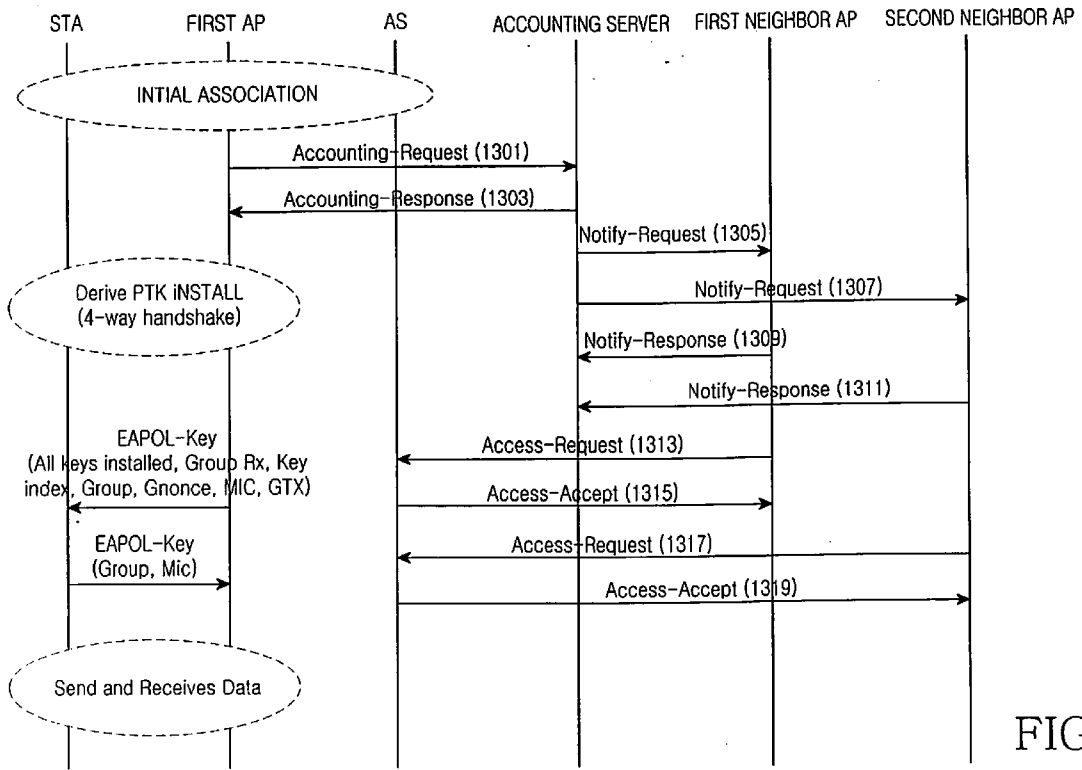 STA FIRST AP AS ACCOUNTING SERVER FIRST NEIGHBOR AP SECOND NEIGHBOR AP
INTIAL ASSOCIATION
Accounting-Request (1301)
Accounting-Response (1303)
Notify-Request (1305)
Derive PTK iNSTALL
(4-way handshake)
Notify-Request (1307)
Notify-Response (1309)
Notify-Response (1311)
EAPOL-Key
(All keys installed, Group Rx, Key
index, Group, Gnonce, MIC, GTX)
Access-Request (1313)
Access-Accept (1315)
EAPOL-Key
(Group, Mic)
Access-Request (1317)
Access-Accept (1319)
Send and Receives Data
FIG